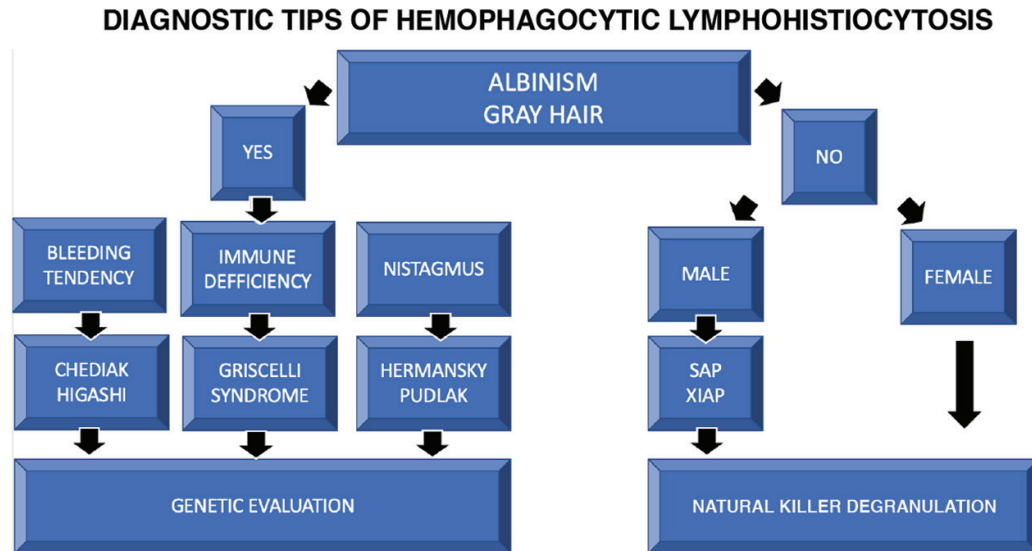 DIAGNOSTIC TIPS OF HEMOPHAGOCYTIC LYMPHOHISTIOCYTOSIS
ALBINISM
GRAY HAIR
YES
NO
BLEEDING
TENDENCY
IMMUNE
DEFFICIENCY
NISTAGMUS
MALE
FEMALE
CHEDIAK
HIGASHI
GRISCELLI
SYNDROME
HERMANSKY
PUDLAK
SAP
XIAP
GENETIC EVALUATION
NATURAL KILLER DEGRANULATION